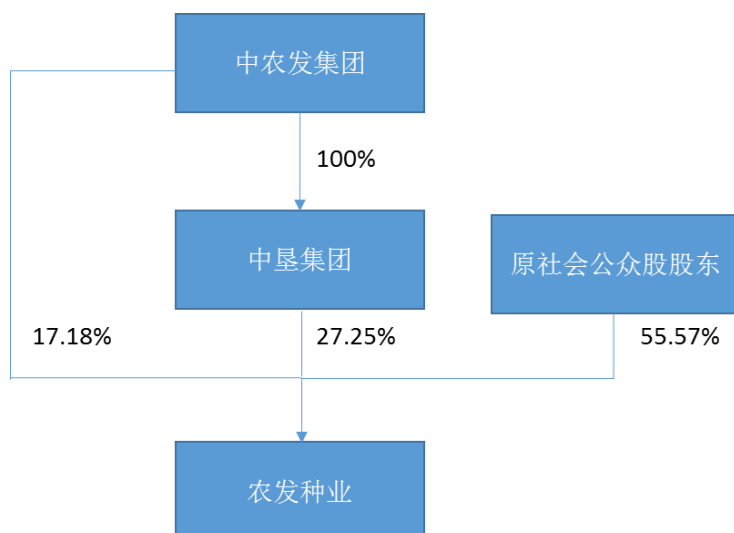 中农发集团
100%
中垦集团
原社会公众股股东
17.18%
27.25%
55.57%
农发种业